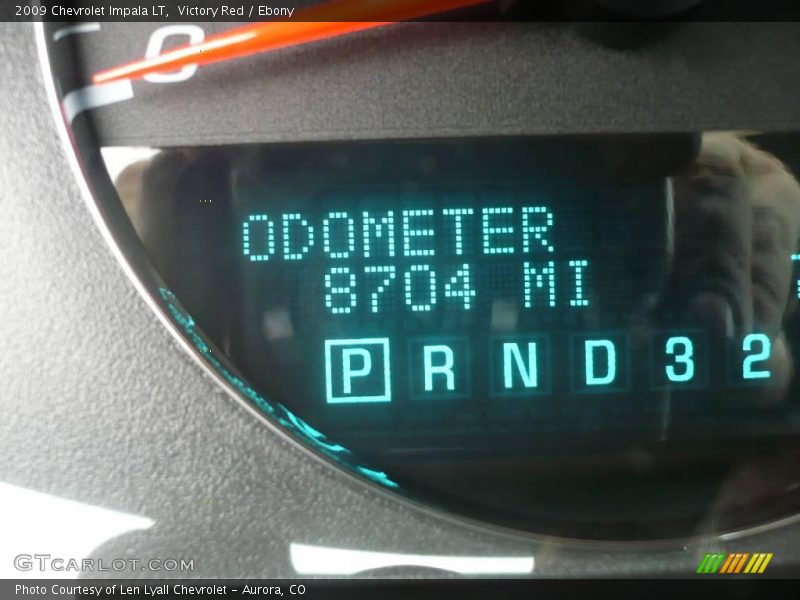 2009 Chevrolet Impala LT,  Victory Red / Ebony
0
ODOMETER
8704 MI
P R N D 3 2
GTCARLOT.COM
Photo Courtesy of Len Lyall Chevrolet - Aurora, CO